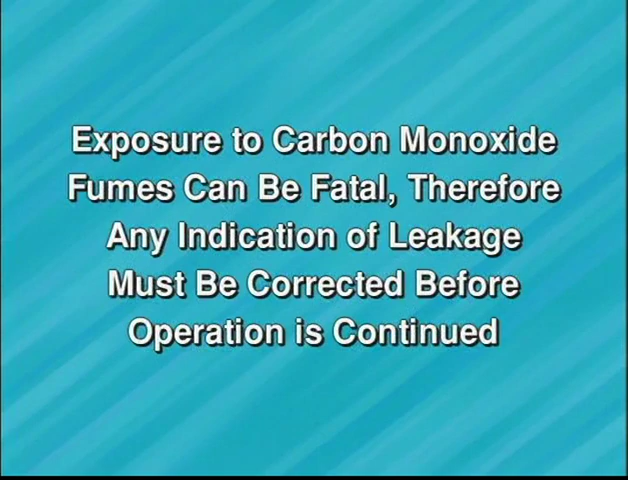 Exposure to Carbon Monoxide
Fumes Can Be Fatal, Therefore
Any Indication of Leakage
Must Be Corrected Before
Operation is Continued